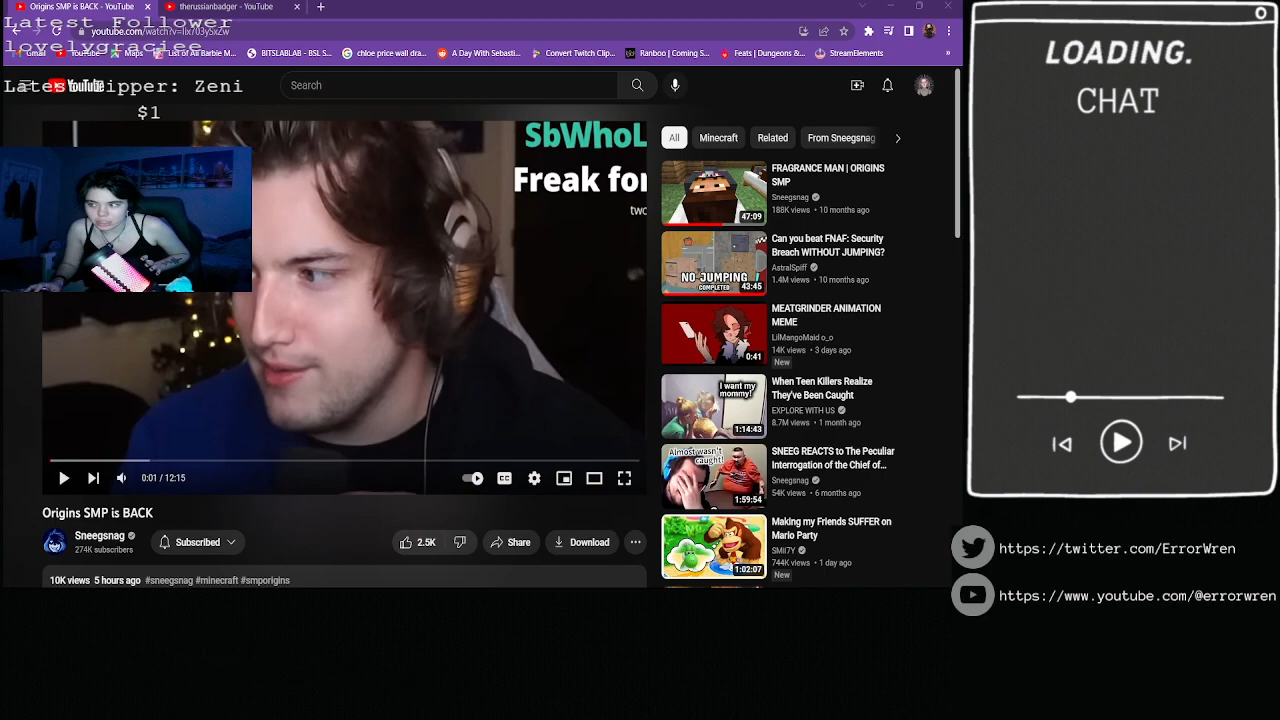 Origins SMP is BACK - YouTube
therussianbadger - YouTube
Latest Follower
youtube.com/watch?v=
YouTube
Maps
List of All Barbie M...
BITSLABLAB - BSL S...
chloe price wall dra...
A Day With Sebasti...
Convert Twitch Clip...
Ranboo | Coming S...
Feats | Dungeons &...
StreamElements
Latest Tipper: Zeni
$1
YouTube
Search
SbWhoL
Freak for
two
All
Minecraft
Related
From Sneegsnag
FRAGRANCE MAN | ORIGINS
SMP
Sneegsnag
188K views • 10 months ago
47:09
Can you beat FNAF: Security
Breach WITHOUT JUMPING?
AstralSpiff
1.4M views • 10 months ago
NO JUMPING
COMPLETED
43:45
MEATGRINDER ANIMATION
MEME
LilMangoMaid o_o
14K views • 3 days ago
New
0:41
When Teen Killers Realize
They've Been Caught
EXPLORE WITH US
8.7M views • 1 month ago
I want my
mommy!
1:14:43
SNEEG REACTS to The Peculiar
Interrogation of the Chief of...
Sneegsnag
54K views • 6 months ago
Almost wasn't
caught!
1:59:54
Making my Friends SUFFER on
Mario Party
SMii7Y
744K views • 1 day ago
New
1:02:07
0:01 / 12:15
CC
Origins SMP is BACK
Sneegsnag
274K subscribers
Subscribed
2.5K
Share
Download
10K views 5 hours ago #sneegsnag #minecraft #smporigins
LOADING.
CHAT
https://twitter.com/ErrorWren
https://www.youtube.com/@errorwren